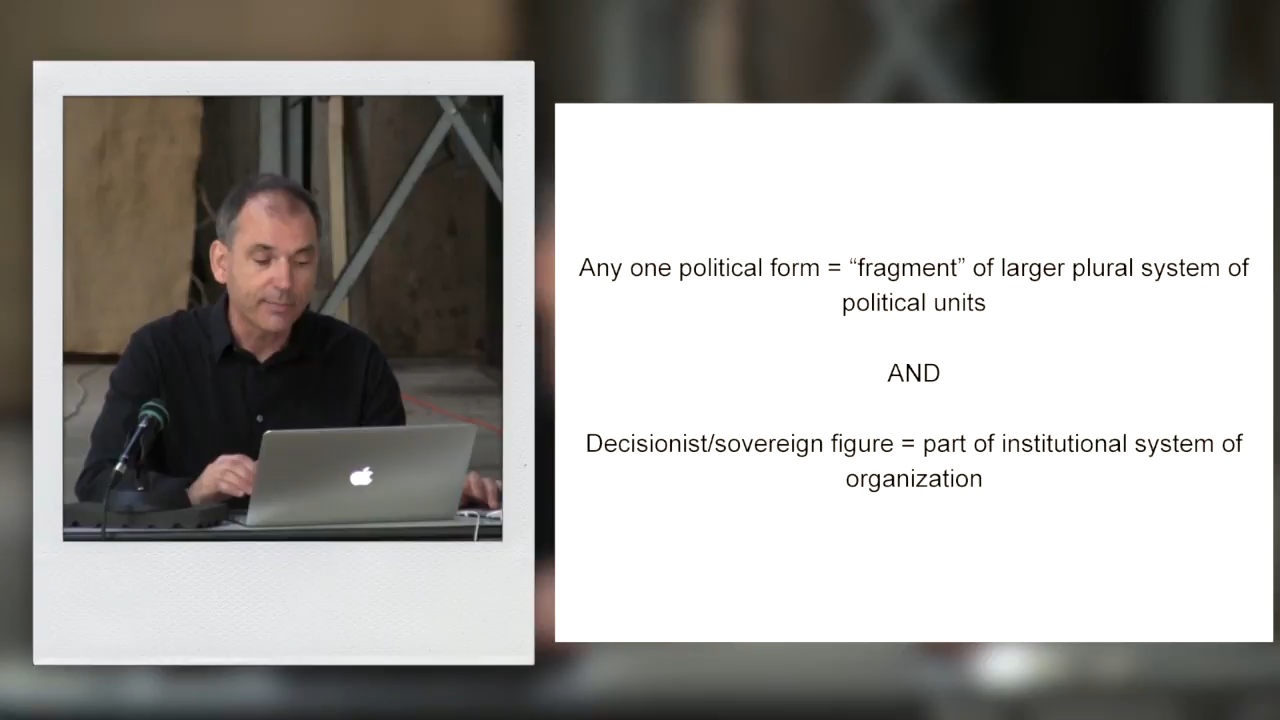 Any one political form = “fragment” of larger plural system of
political units
AND
Decisionist/sovereign figure = part of institutional system of
organization